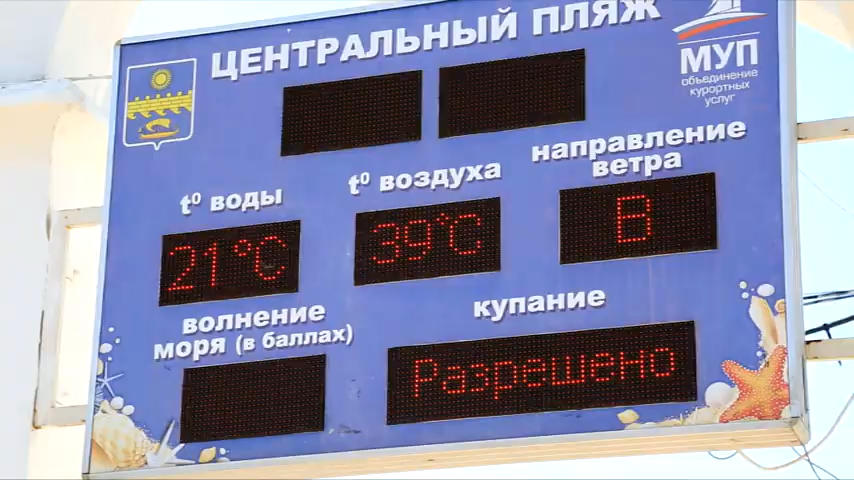 ЦЕНТРАЛЬНЫЙ ПЛЯЖ
МУП
объединение
курортных
услуг
t⁰ воды
t⁰ воздуха
направление
ветра
21°C
39°C
В
волнение
моря (в баллах)
купание
Разрешено